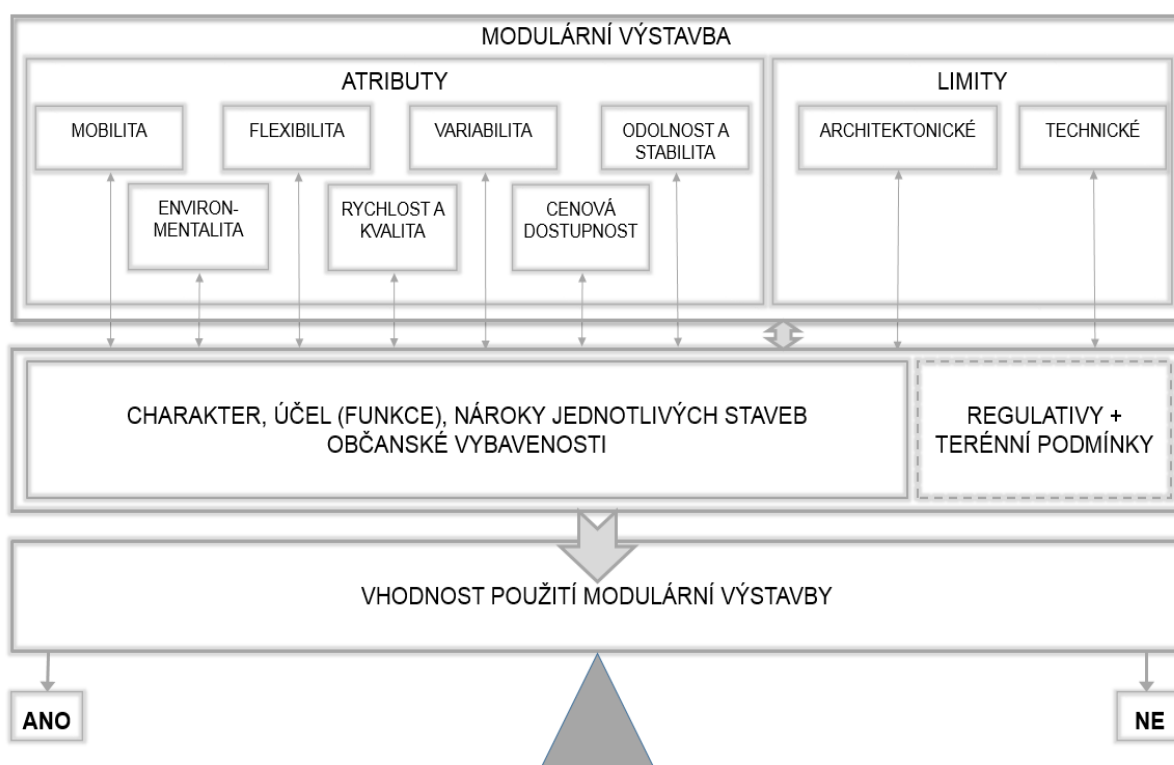 MODULÁRNÍ VÝSTAVBA
ATRIBUTY
MOBILITA
FLEXIBILITA
VARIABILITA
ODOLNOST A
STABILITA
ENVIRON-
MENTALITA
RYCHLOST A
KVALITA
CENOVÁ
DOSTUPNOST
LIMITY
ARCHITEKTONICKÉ
TECHNICKÉ
CHARAKTER, ÚČEL (FUNKCE), NÁROKY JEDNOTLIVÝCH STAVEB
OBČANSKÉ VYBAVENOSTI
REGULATIVY +
TERÉNNÍ PODMÍNKY
VHODNOST POUŽITÍ MODULÁRNÍ VÝSTAVBY
ANO
NE